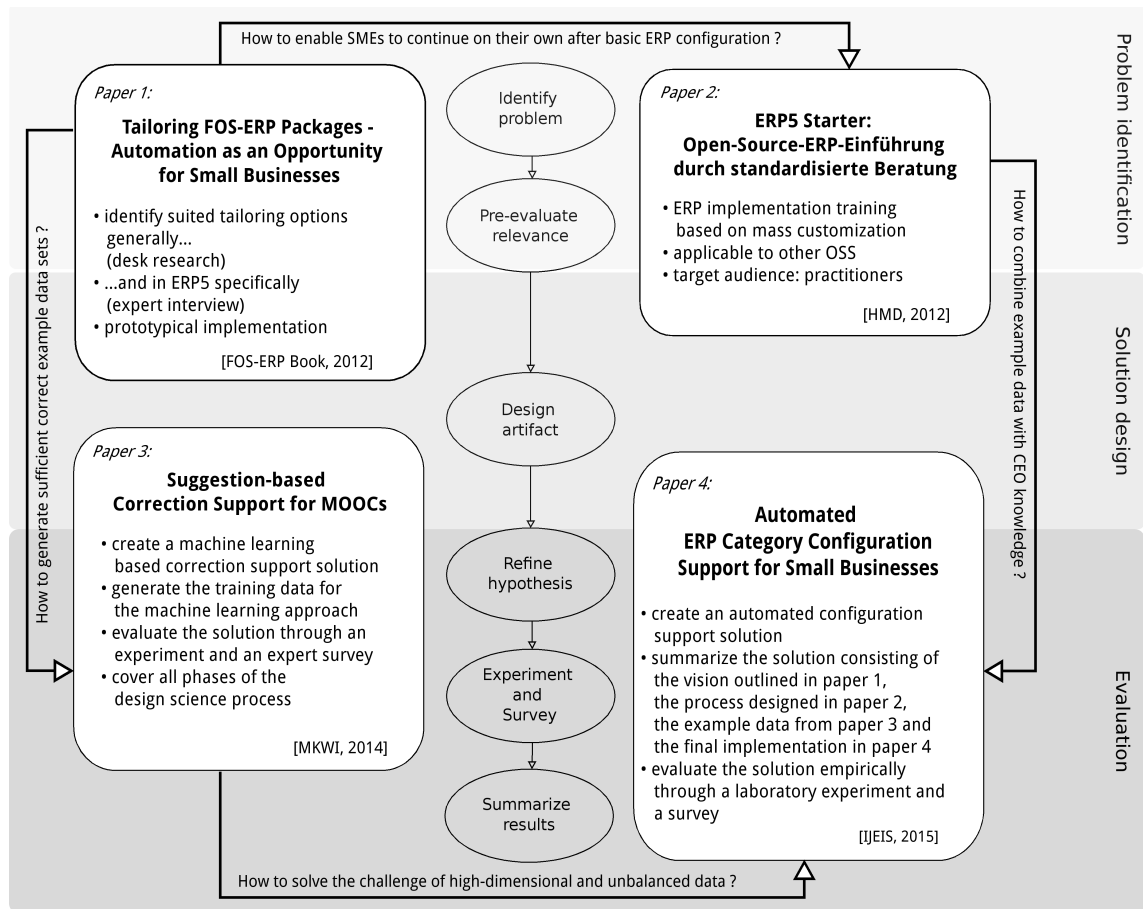 How to enable SMEs to continue on their own after basic ERP configuration ?
Paper 1:
Tailoring FOS-ERP Packages -
Automation as an Opportunity
for Small Businesses
• identify suited tailoring options
generally...
(desk research)
• ...and in ERP5 specifically
(expert interview)
• prototypical implementation
[FOS-ERP Book, 2012]
Identify
problem
Pre-evaluate
relevance
Design
artifact
Refine
hypothesis
Experiment
and
Survey
Summarize
results
Paper 2:
ERP5 Starter:
Open-Source-ERP-Einführung
durch standardisierte Beratung
• ERP implementation training
based on mass customization
• applicable to other OSS
• target audience: practitioners
[HMD, 2012]
How to generate sufficient correct example data sets ?
Paper 3:
Suggestion-based
Correction Support for MOOCs
• create a machine learning
based correction support solution
• generate the training data for
the machine learning approach
• evaluate the solution through an
experiment and an expert survey
• cover all phases of the
design science process
[MKWI, 2014]
Paper 4:
Automated
ERP Category Configuration
Support for Small Businesses
• create an automated configuration
support solution
• summarize the solution consisting of
the vision outlined in paper 1,
the process designed in paper 2,
the example data from paper 3 and
the final implementation in paper 4
• evaluate the solution empirically
through a laboratory experiment and
a survey
[IJEIS, 2015]
How to combine example data with CEO knowledge ?
How to solve the challenge of high-dimensional and unbalanced data ?
Problem identification
Solution design
Evaluation